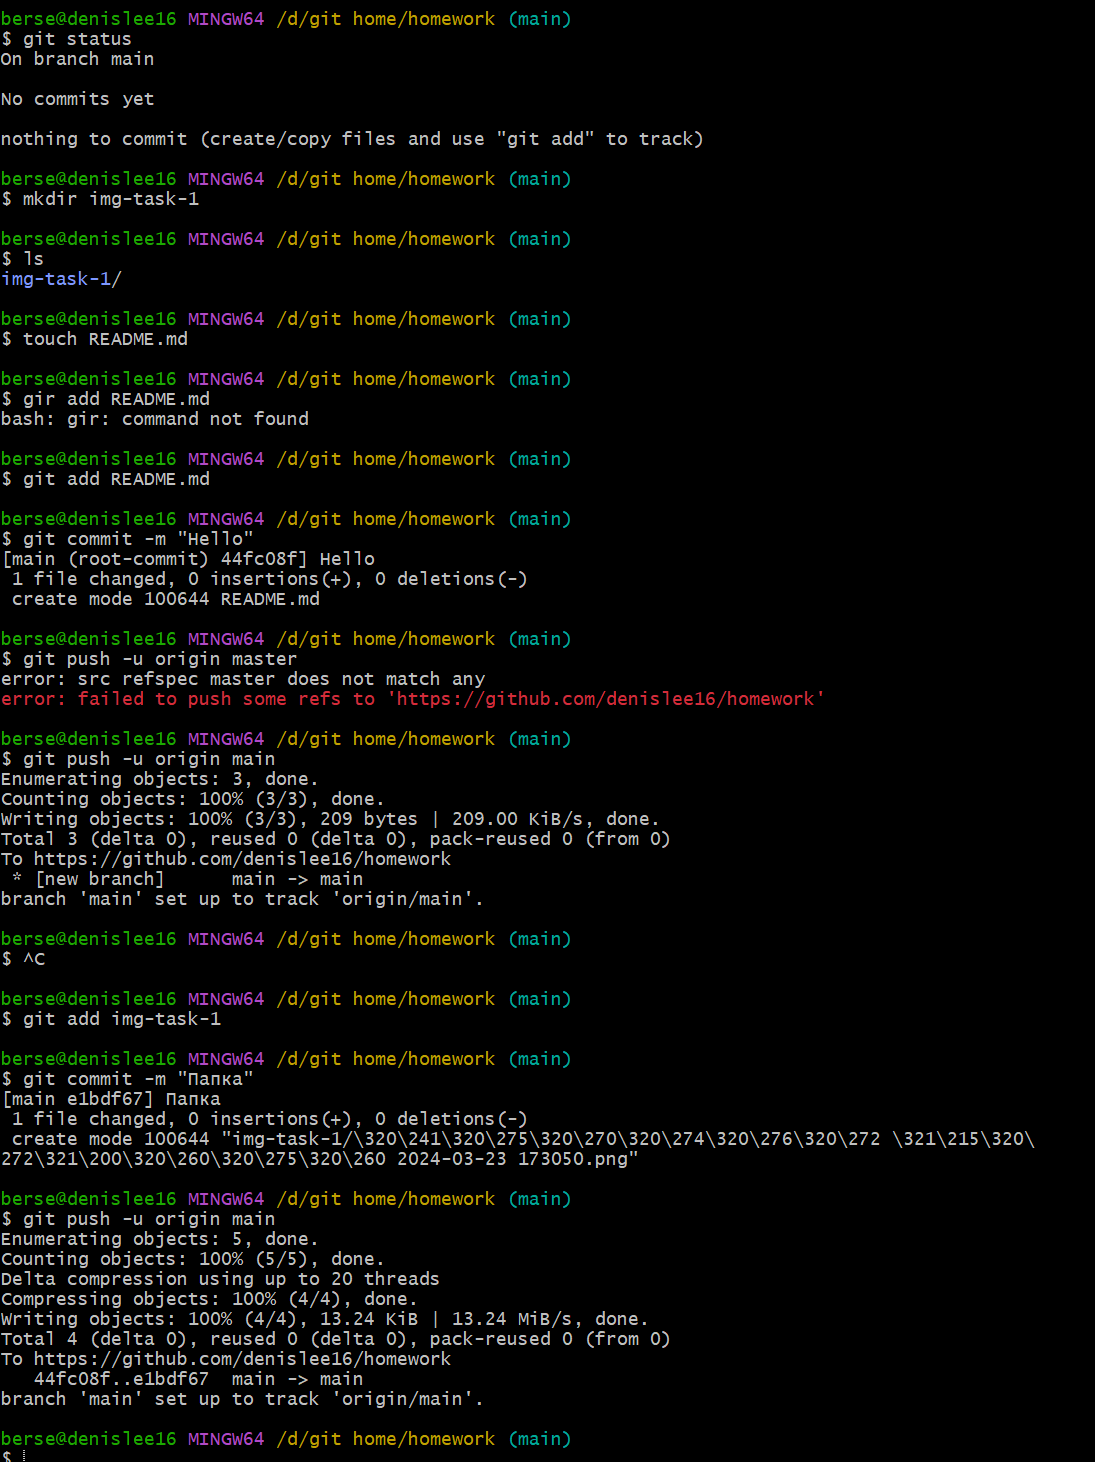 berse@denislee16 MINGW64 /d/git home/homework (main)
$ git status
On branch main
No commits yet
nothing to commit (create/copy files and use "git add" to track)
berse@denislee16 MINGW64 /d/git home/homework (main)
$ mkdir img-task-1
berse@denislee16 MINGW64 /d/git home/homework (main)
$ ls
img-task-1/
berse@denislee16 MINGW64 /d/git home/homework (main)
$ touch README.md
berse@denislee16 MINGW64 /d/git home/homework (main)
$ gir add README.md
bash: gir: command not found
berse@denislee16 MINGW64 /d/git home/homework (main)
$ git add README.md
berse@denislee16 MINGW64 /d/git home/homework (main)
$ git commit -m "Hello"
[main (root-commit) 44fc08f] Hello
 1 file changed, 0 insertions(+), 0 deletions(-)
 create mode 100644 README.md
berse@denislee16 MINGW64 /d/git home/homework (main)
$ git push -u origin master
error: src refspec master does not match any
error: failed to push some refs to 'https://github.com/denislee16/homework'
berse@denislee16 MINGW64 /d/git home/homework (main)
$ git push -u origin main
Enumerating objects: 3, done.
Counting objects: 100% (3/3), done.
Writing objects: 100% (3/3), 209 bytes | 209.00 KiB/s, done.
Total 3 (delta 0), reused 0 (delta 0), pack-reused 0 (from 0)
To https://github.com/denislee16/homework
 * [new branch]      main -> main
branch 'main' set up to track 'origin/main'.
berse@denislee16 MINGW64 /d/git home/homework (main)
$ ^C
berse@denislee16 MINGW64 /d/git home/homework (main)
$ git add img-task-1
berse@denislee16 MINGW64 /d/git home/homework (main)
$ git commit -m "Папка"
[main e1bdf67] Папка
 1 file changed, 0 insertions(+), 0 deletions(-)
 create mode 100644 "img-task-1/\320\241\320\275\320\270\320\274\320\276\320\272 \321\215\320\
272\321\200\320\260\320\275\320\260 2024-03-23 173050.png"
berse@denislee16 MINGW64 /d/git home/homework (main)
$ git push -u origin main
Enumerating objects: 5, done.
Counting objects: 100% (5/5), done.
Delta compression using up to 20 threads
Compressing objects: 100% (4/4), done.
Writing objects: 100% (4/4), 13.24 KiB | 13.24 MiB/s, done.
Total 4 (delta 0), reused 0 (delta 0), pack-reused 0 (from 0)
To https://github.com/denislee16/homework
   44fc08f..e1bdf67  main -> main
branch 'main' set up to track 'origin/main'.
berse@denislee16 MINGW64 /d/git home/homework (main)
$